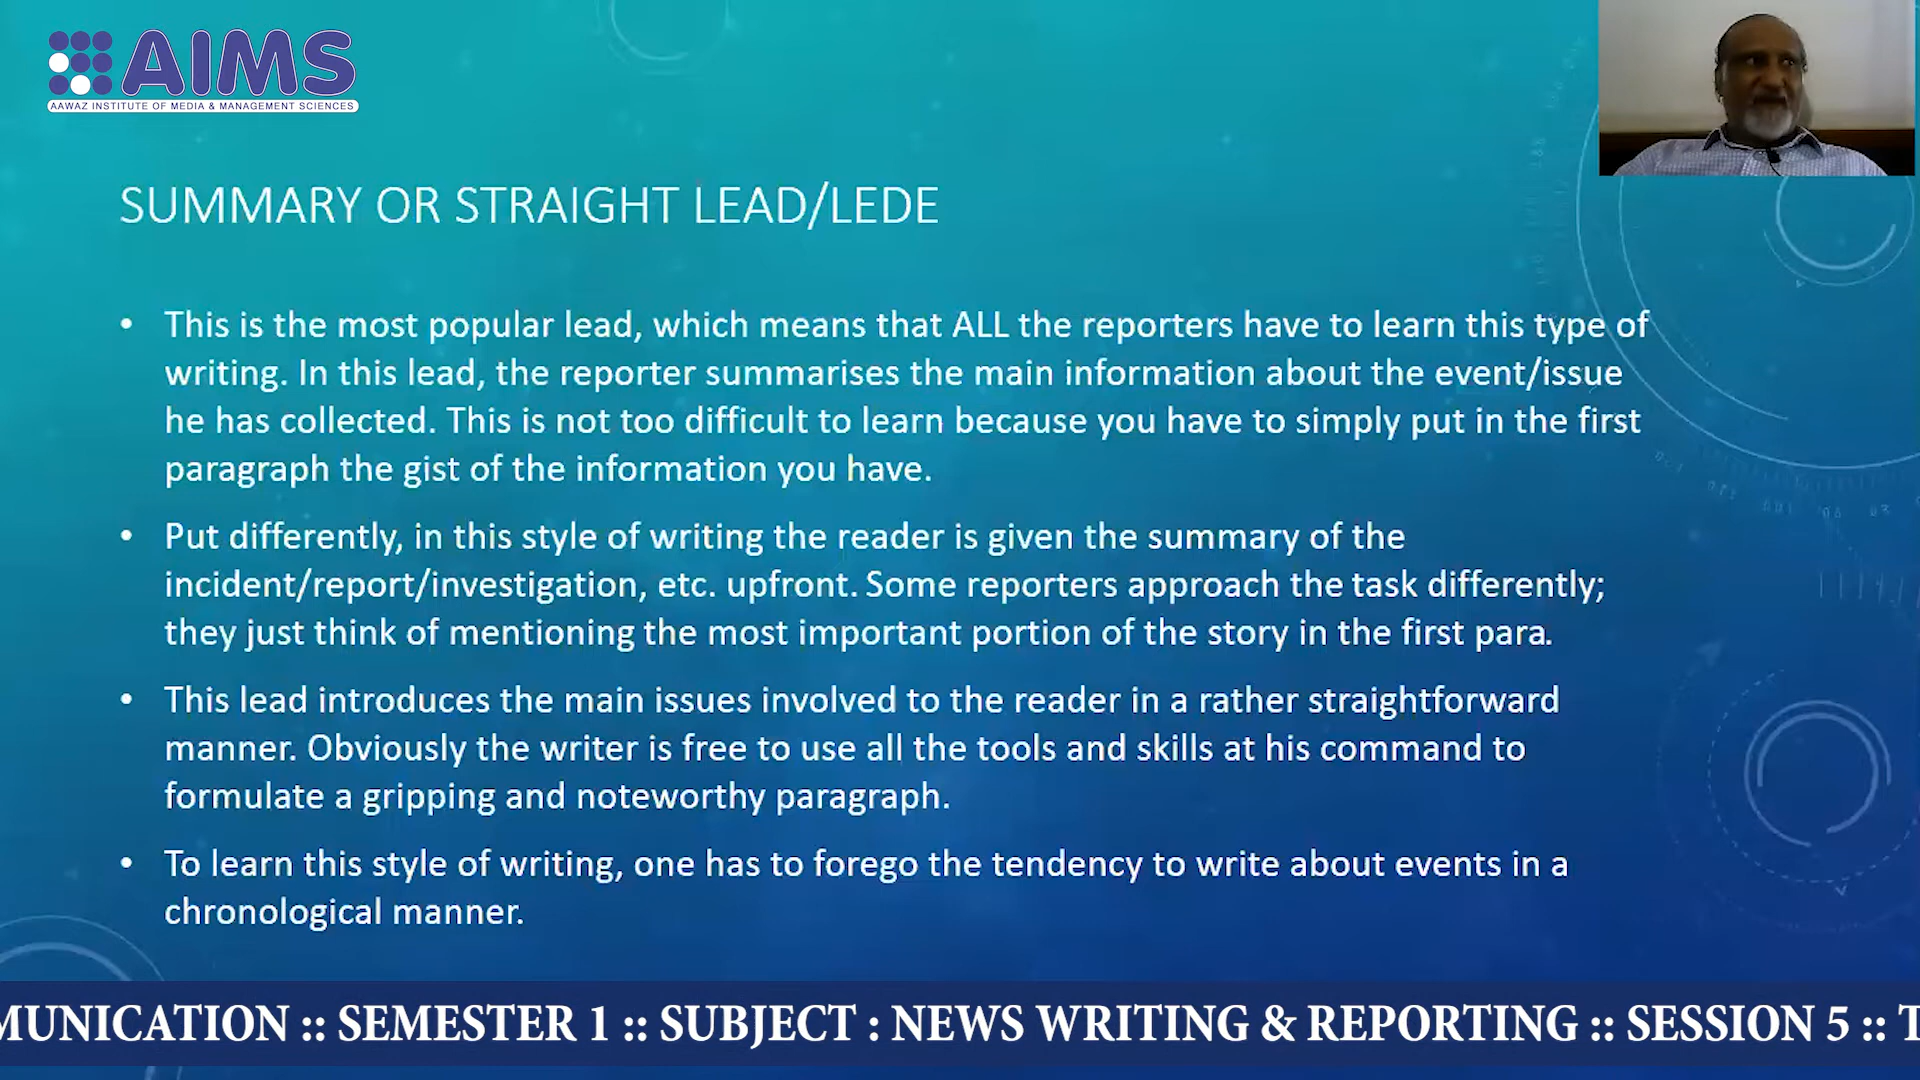 AIMS
AAWAZ INSTITUTE OF MEDIA & MANAGEMENT SCIENCES
SUMMARY OR STRAIGHT LEAD/LEDE
• This is the most popular lead, which means that ALL the reporters have to learn this type of
writing. In this lead, the reporter summarises the main information about the event/issue
he has collected. This is not too difficult to learn because you have to simply put in the first
paragraph the gist of the information you have.
• Put differently, in this style of writing the reader is given the summary of the
incident/report/investigation, etc. upfront. Some reporters approach the task differently;
they just think of mentioning the most important portion of the story in the first para.
• This lead introduces the main issues involved to the reader in a rather straightforward
manner. Obviously the writer is free to use all the tools and skills at his command to
formulate a gripping and noteworthy paragraph.
• To learn this style of writing, one has to forego the tendency to write about events in a
chronological manner.
MUNICATION :: SEMESTER 1 :: SUBJECT : NEWS WRITING & REPORTING :: SESSION 5 :: T